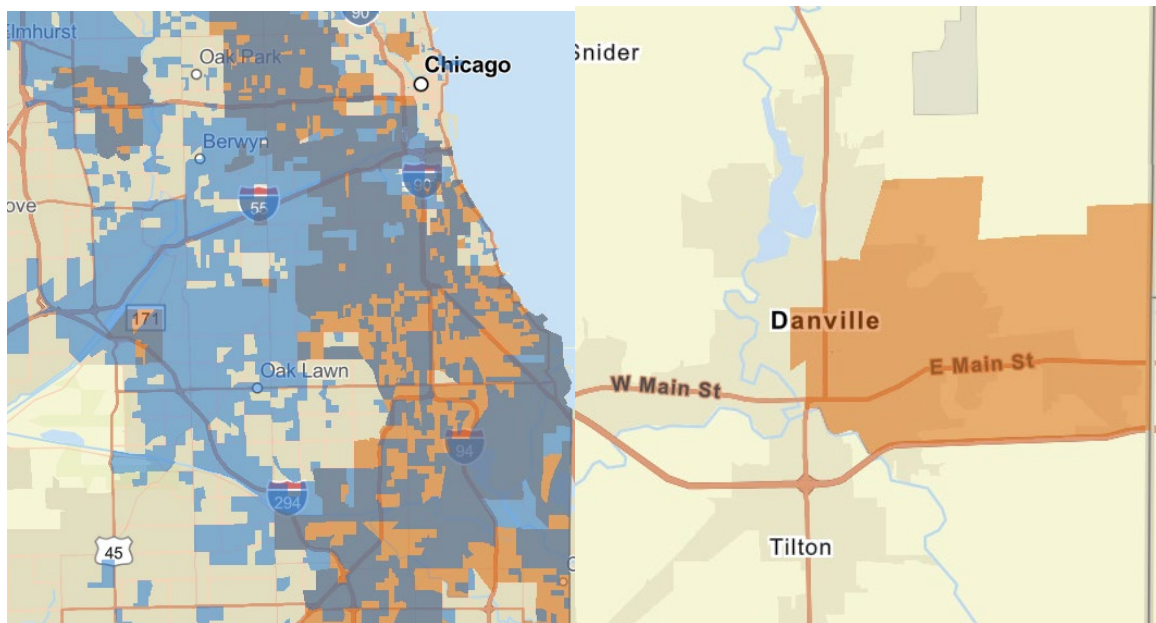 90
Elmhurst
Oak Park
Chicago
Berwyn
90
55
ove
171
Oak Lawn
94
294
45
Snider
Danville
E Main St
W Main St
Tilton